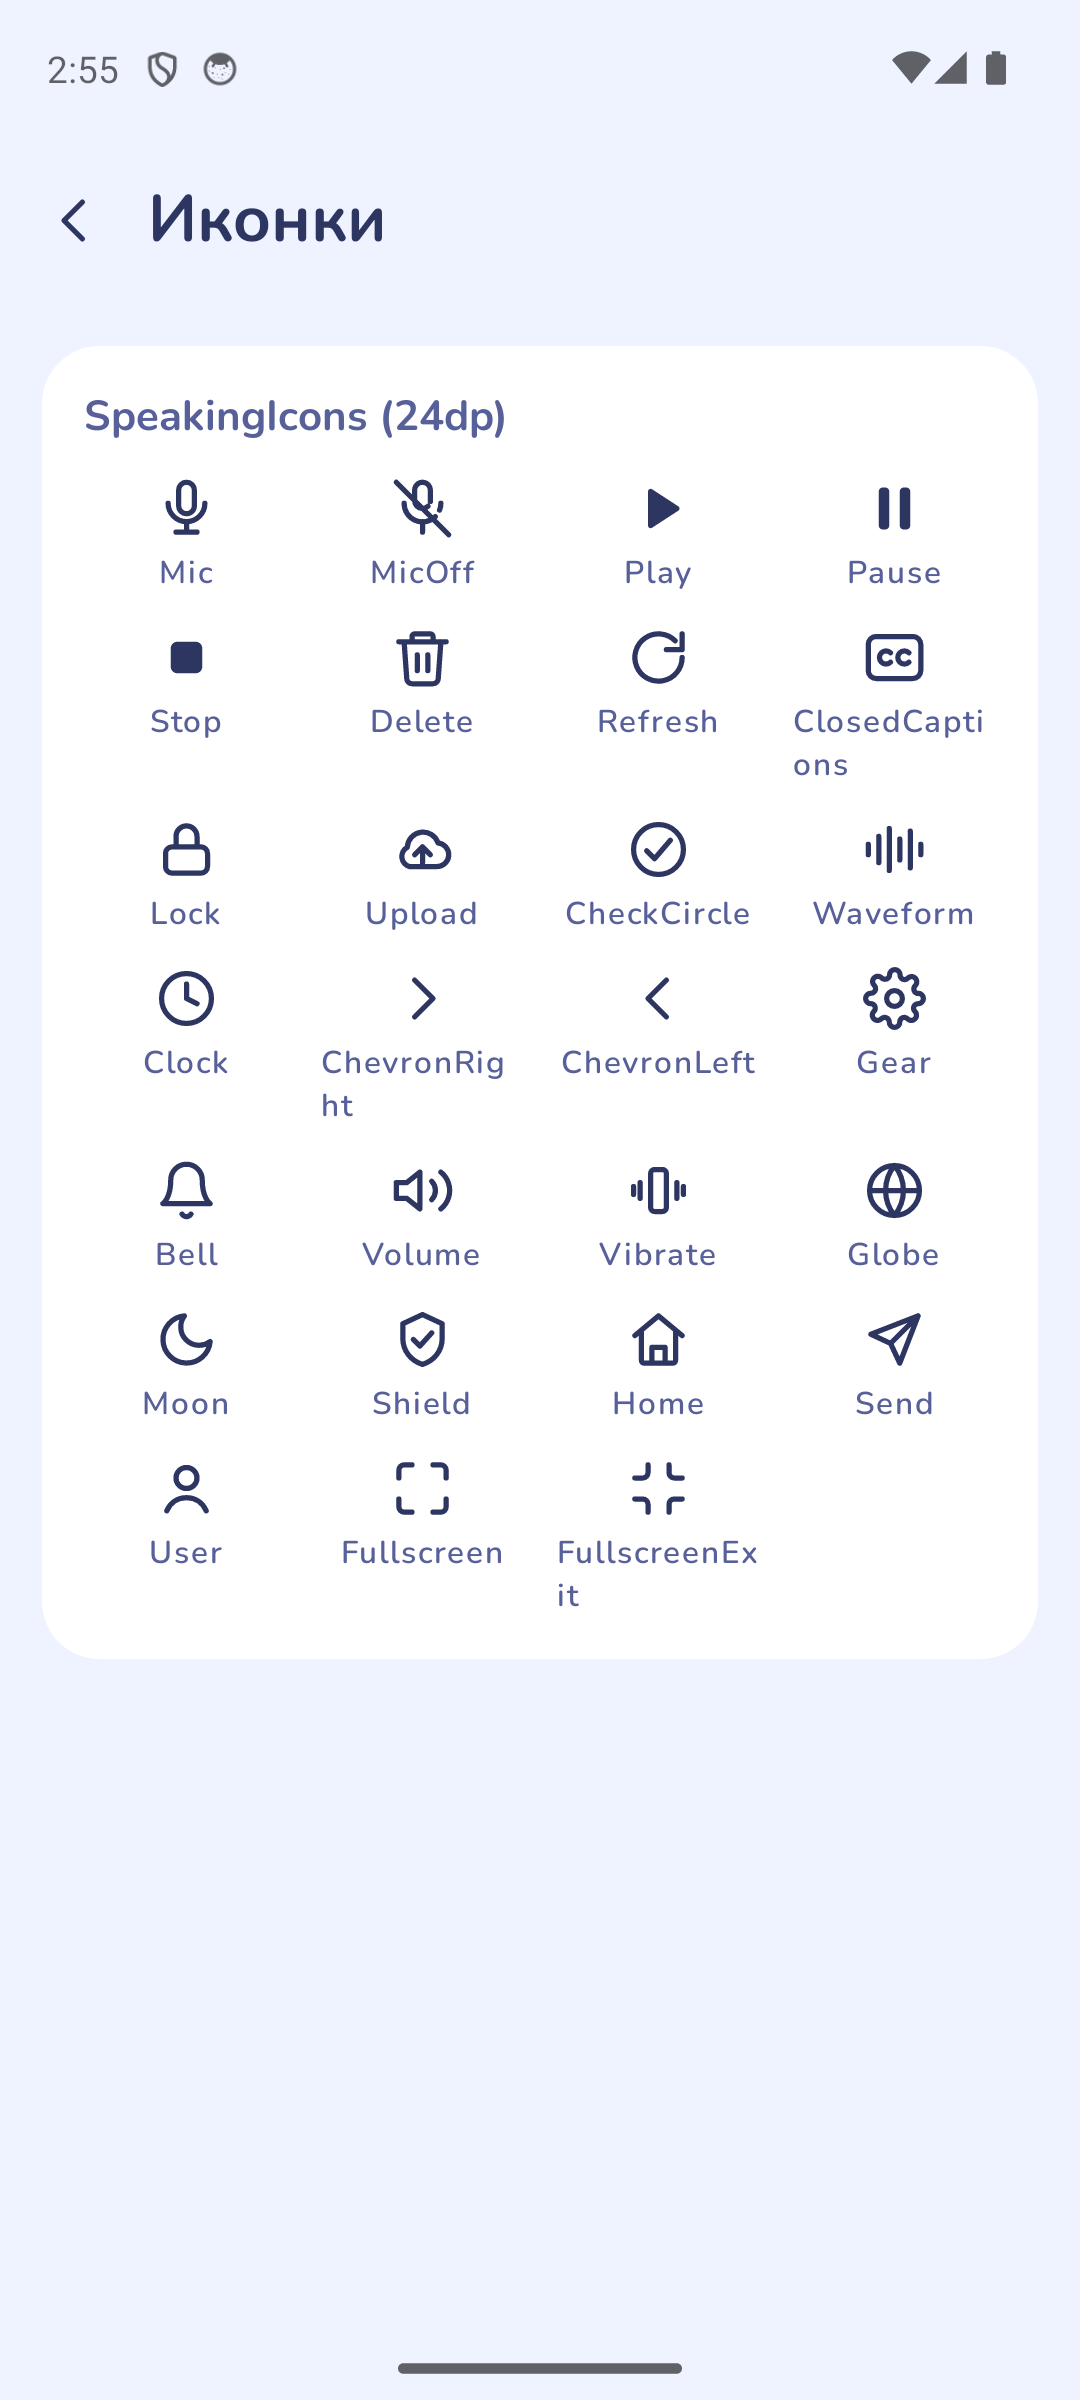 2:55
Иконки
SpeakingIcons (24dp)
Mic MicOff Play Pause
Stop Delete Refresh ClosedCapti
ons
Lock Upload CheckCircle Waveform
Clock ChevronRig ChevronLeft Gear
ht
Bell Volume Vibrate Globe
Moon Shield Home Send
User Fullscreen FullscreenEx
it